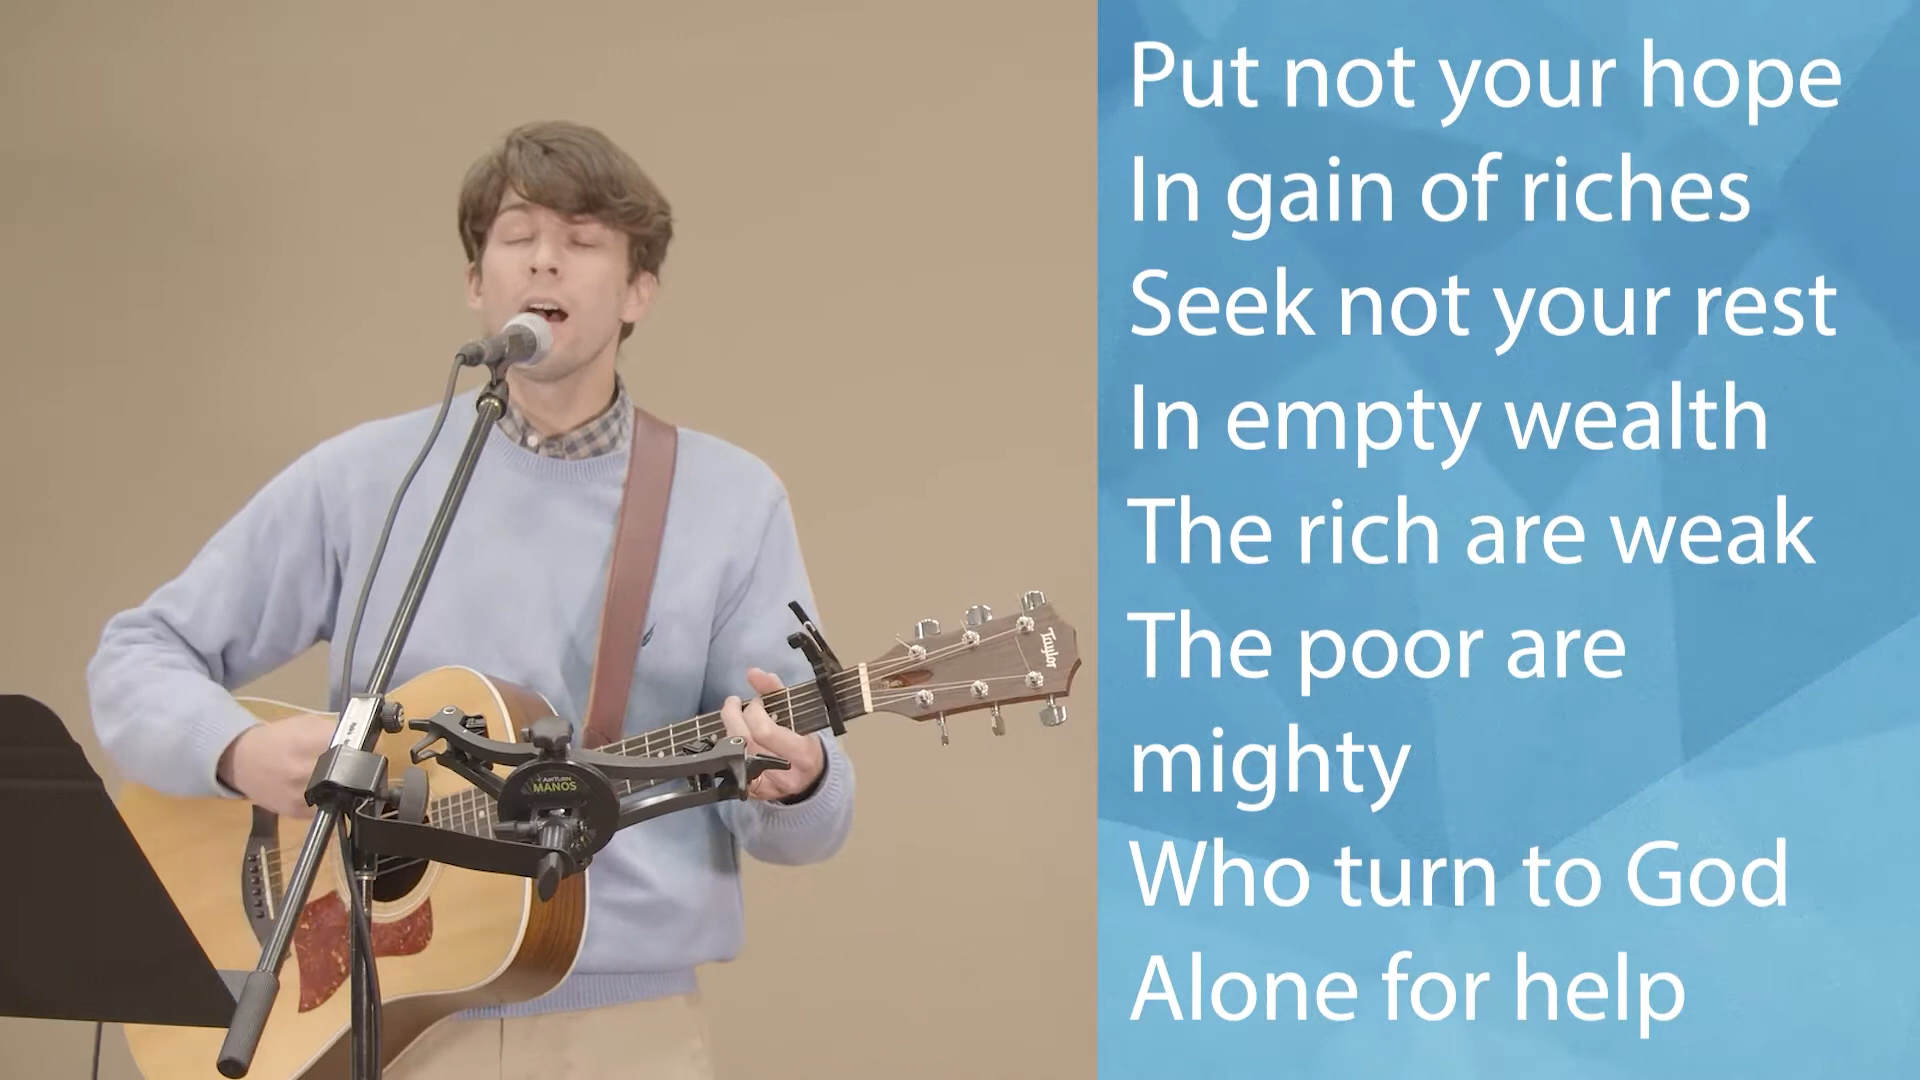 Put not your hope
In gain of riches
Seek not your rest
In empty wealth
The rich are weak
The poor are
mighty
Who turn to God
Alone for help
Taylor
AIRTURN
MANOS